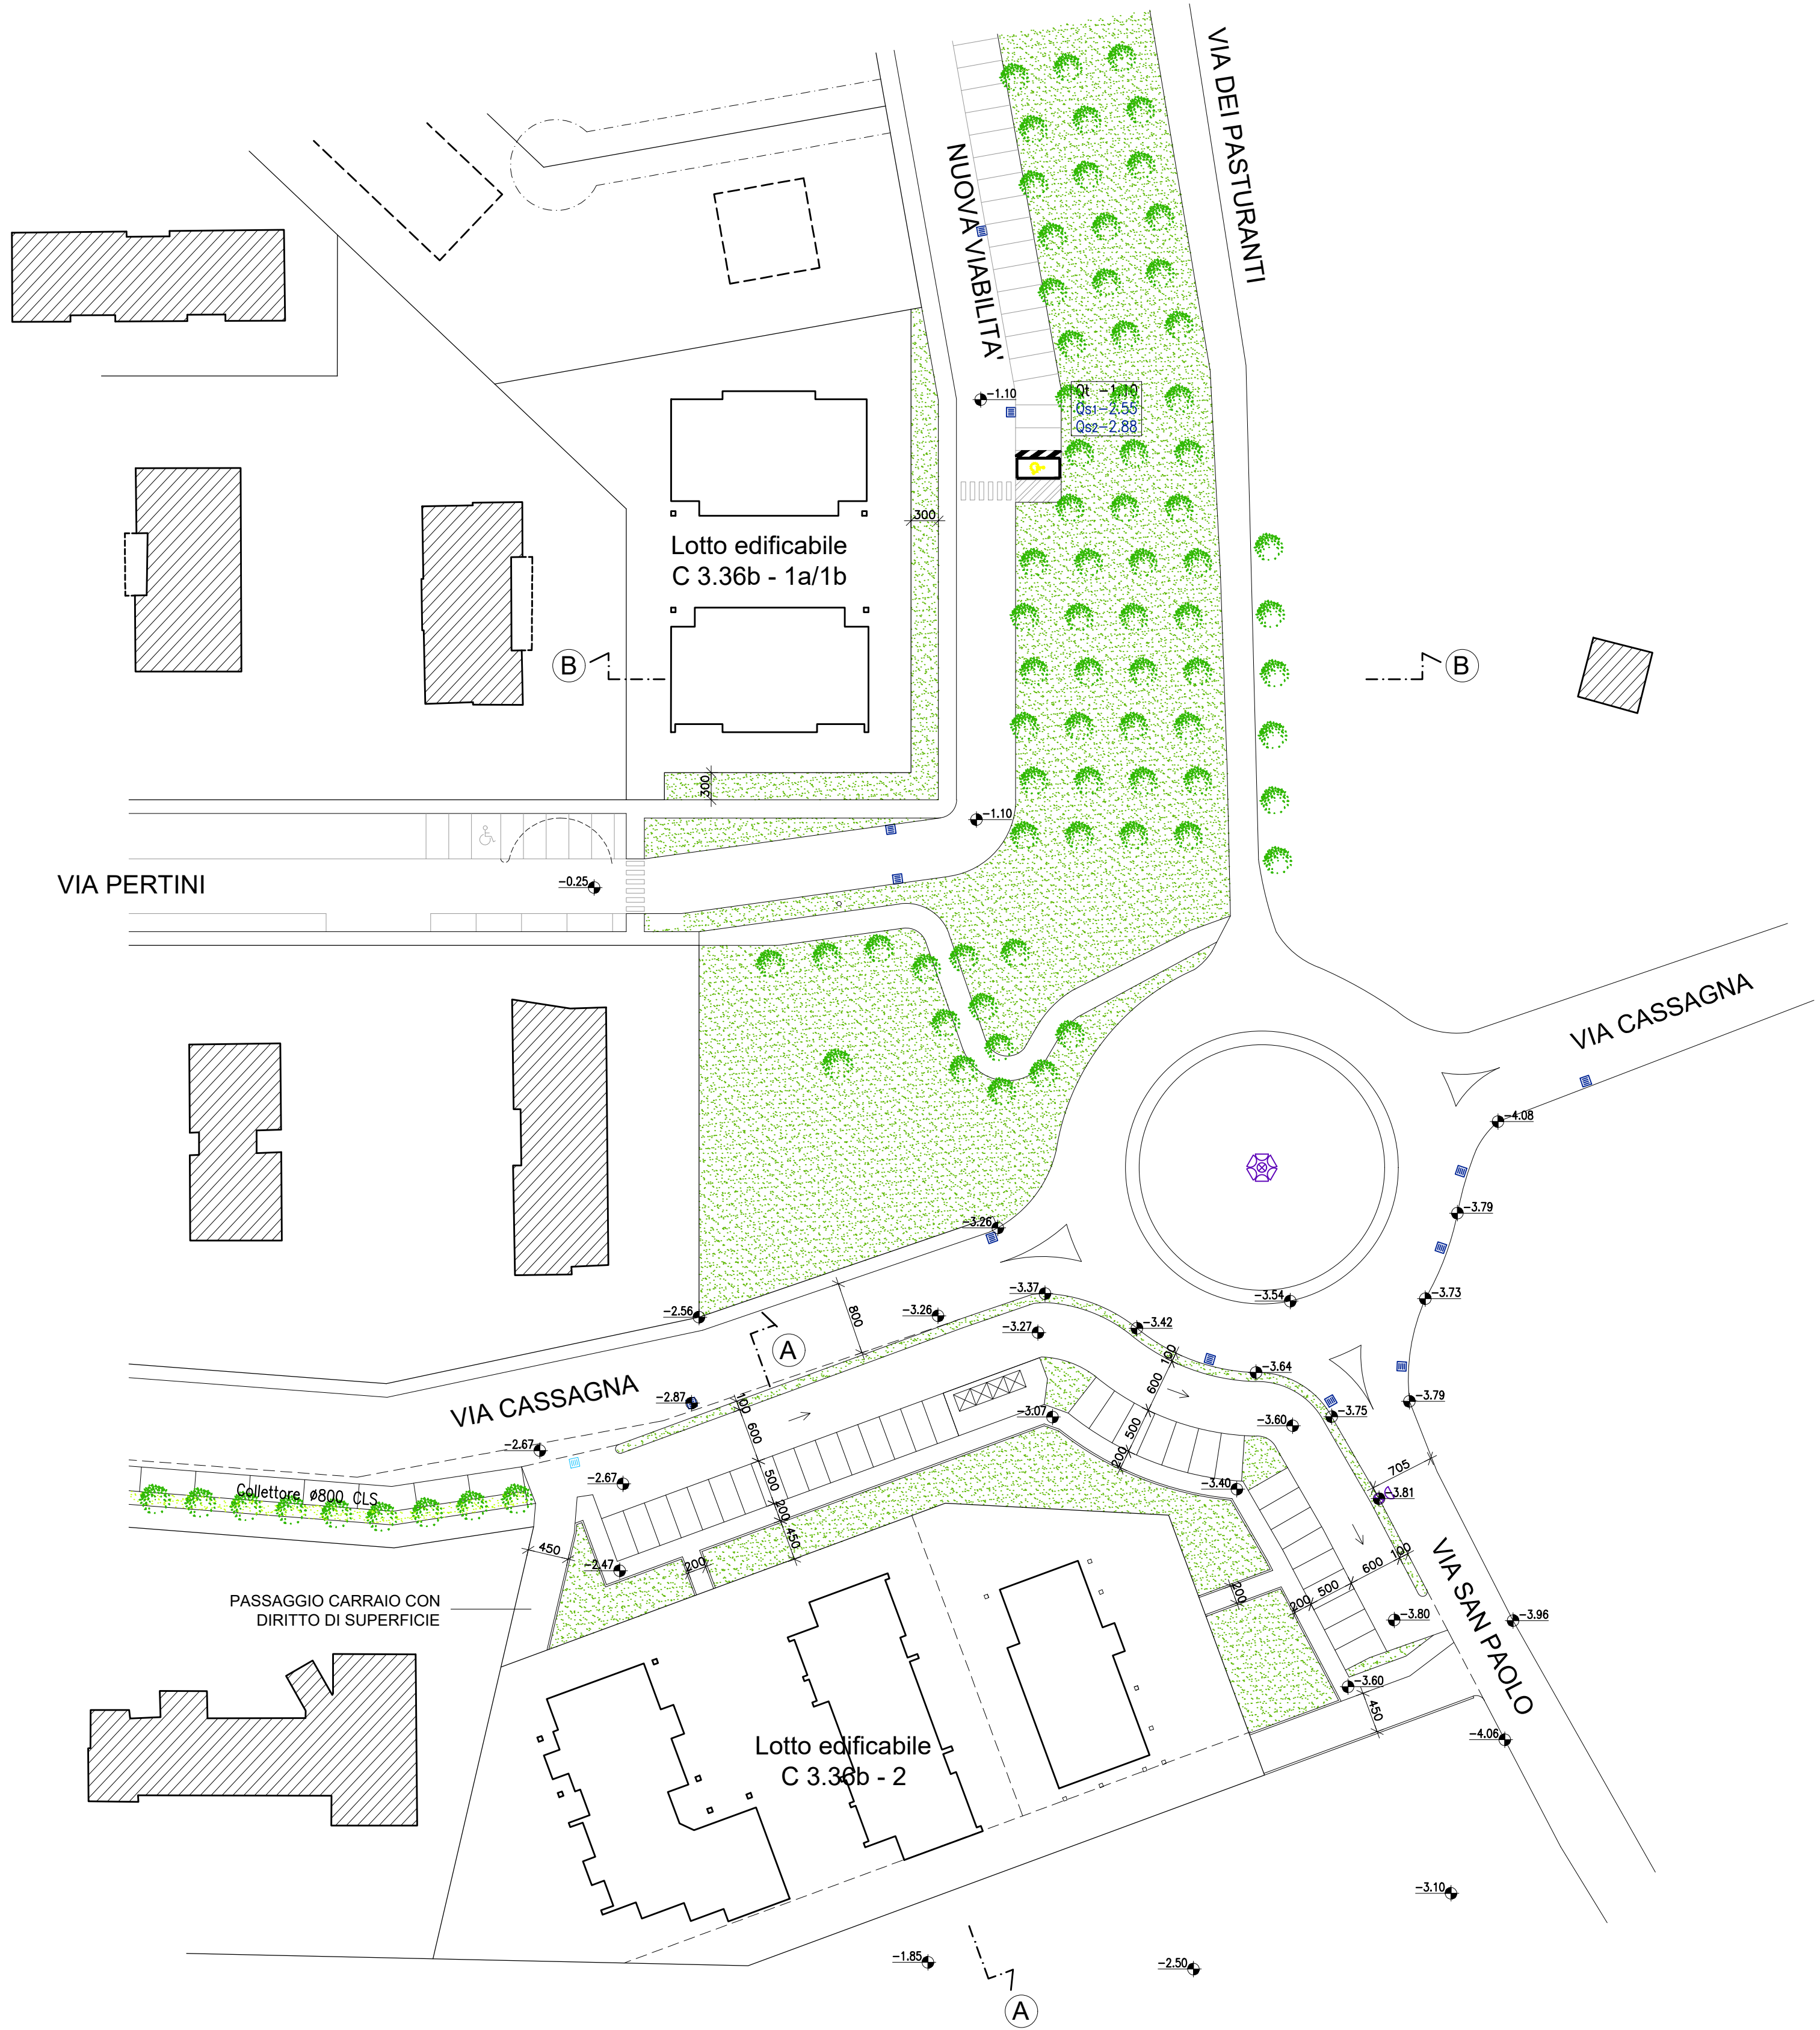 VIA DEI PASTURANTI
NUOVA VIABILITA'
-1.10
Qt -1.10
Qs1-2.55
Qs2-2.88
300
Lotto edificabile
C 3.36b - 1a/1b
B
B
300
-1.10
VIA PERTINI
-0.25
VIA CASSAGNA
-4.08
-3.79
-3.26
-3.73
-3.54
-3.37
-2.56
-3.26
800
-3.27
-3.42
A
100
-3.64
600
VIA CASSAGNA
-2.87
100
600
-3.79
-3.75
-3.07
500
-3.60
200
-2.67
-2.67
500
705
-3.40
-3.81
Collettore ø800 CLS
200
450
450
200
-2.47
100
600
500
200
200
PASSAGGIO CARRAIO CON
DIRITTO DI SUPERFICIE
VIA SAN PAOLO
-3.80
-3.96
-3.60
450
-4.06
Lotto edificabile
C 3.36b - 2
-3.10
-1.85
-2.50
A